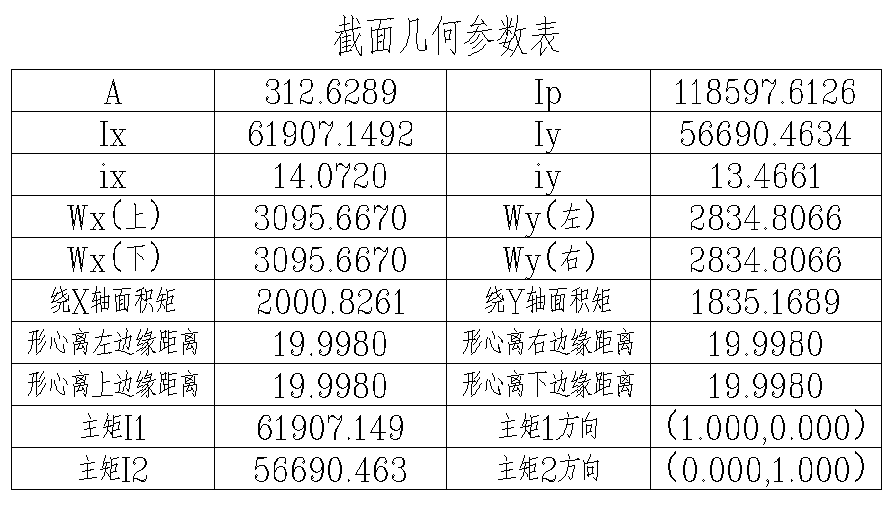 截面几何参数表
A 312.6289 Ip 118597.6126
Ix 61907.1492 Iy 56690.4634
ix 14.0720 iy 13.4661
Wx(上) 3095.6670 Wy(左) 2834.8066
Wx(下) 3095.6670 Wy(右) 2834.8066
绕X轴面积矩 2000.8261 绕Y轴面积矩 1835.1689
形心离左边缘距离 19.9980 形心离右边缘距离 19.9980
形心离上边缘距离 19.9980 形心离下边缘距离 19.9980
主矩I1 61907.149 主矩1方向 (1.000,0.000)
主矩I2 56690.463 主矩2方向 (0.000,1.000)